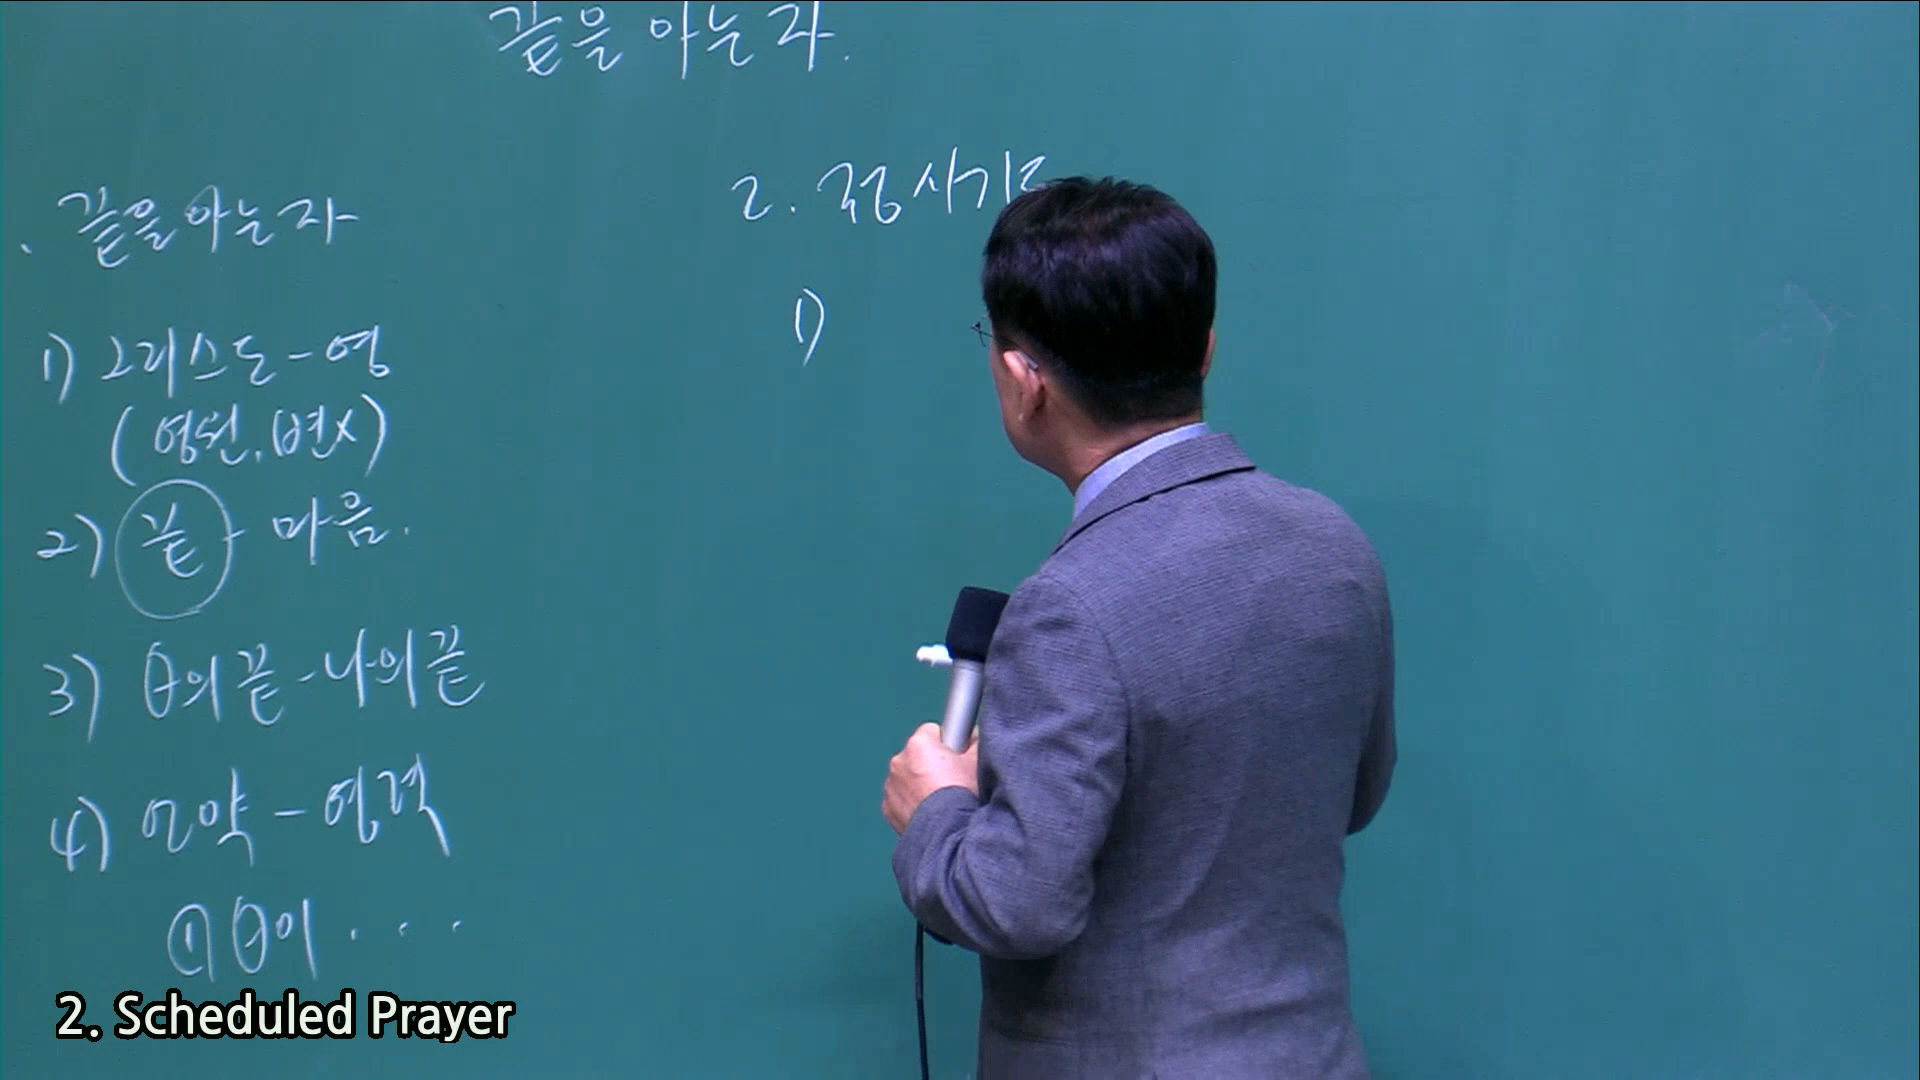 끝을 아는 자.
. 끝을 아는 자
1) 그리스도 - 영
(영원, 변X)
2) 끝 - 마음.
3) θ의 끝 - 나의 끝
4) 언약 - 영적
① θ이 . . .
2. 정시기도
1)
2. Scheduled Prayer